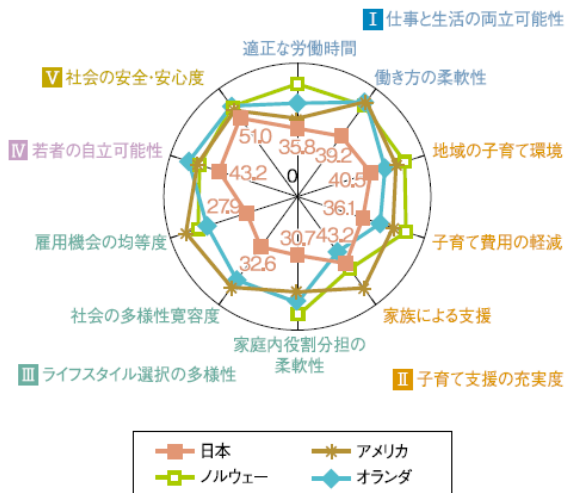 I 仕事と生活の両立可能性
適正な労働時間
V 社会の安全・安心度
働き方の柔軟性
51.0
35.8
39.2
IV 若者の自立可能性
地域の子育て環境
43.2
0
40.5
27.9
36.1
雇用機会の均等度
子育て費用の軽減
32.6
30.7
43.2
社会の多様性寛容度
家族による支援
家庭内役割分担の
柔軟性
III ライフスタイル選択の多様性
II 子育て支援の充実度
日本
アメリカ
ノルウェー
オランダ